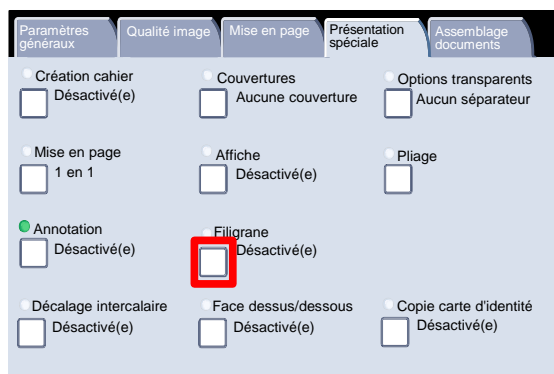 Paramètres
généraux
Qualité image
Mise en page
Présentation
spéciale
Assemblage
documents
Création cahier
Désactivé(e)
Couvertures
Aucune couverture
Options transparents
Aucun séparateur
Mise en page
1 en 1
Affiche
Désactivé(e)
Pliage
Annotation
Désactivé(e)
Filigrane
Désactivé(e)
Décalage intercalaire
Désactivé(e)
Face dessus/dessous
Désactivé(e)
Copie carte d'identité
Désactivé(e)